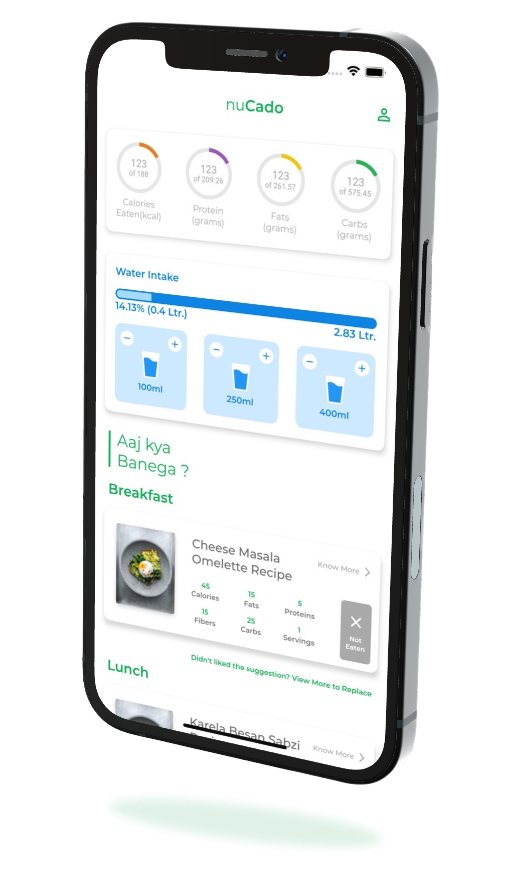 nuCado
123
of 188
Calories
Eaten(kcal)
123
of 209.26
Protein
(grams)
123
of 261.57
Fats
(grams)
123
of 575.45
Carbs
(grams)
Water Intake
14.13% (0.4 Ltr.)
2.83 Ltr.
100ml
250ml
400ml
Aaj kya
Banega ?
Breakfast
Cheese Masala
Omelette Recipe
Know More
45
Calories
15
Fats
5
Proteins
15
Fibers
25
Carbs
1
Servings
Not
Eaten
Didn't liked the suggestion? View More to Replace
Lunch
Karela Besan Sabzi
Know More